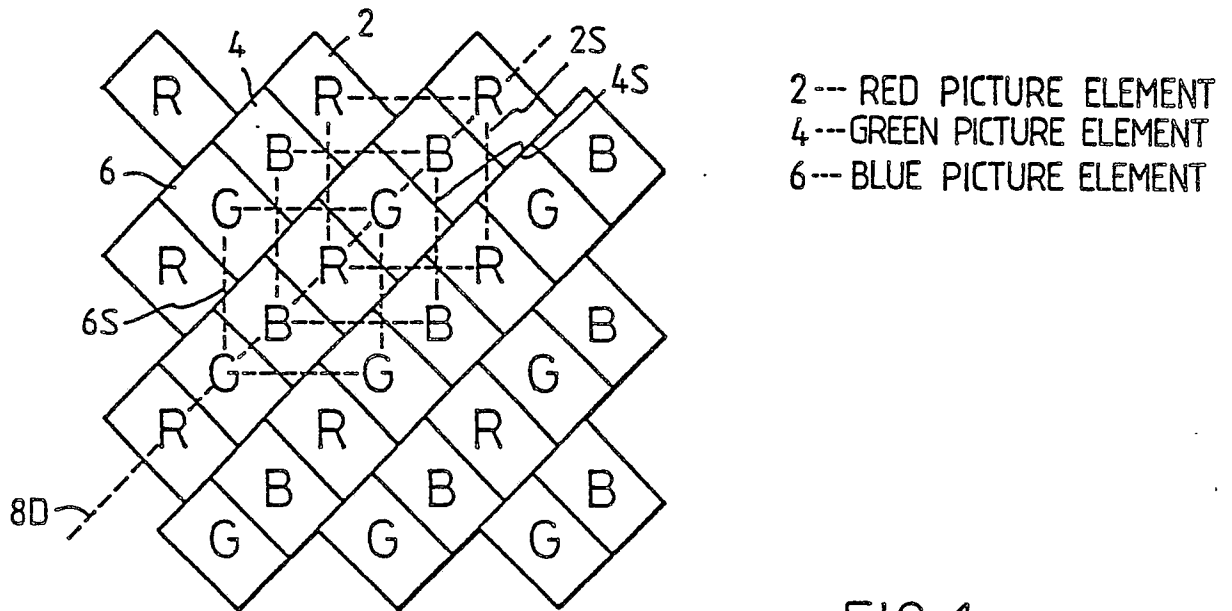 2
4 2S
4S
R R R
B B B
6
G G G
R R R
6S
B B B
G G G
R R R
B B B
8D
G G G
2--- RED PICTURE ELEMENT
4---GREEN PICTURE ELEMENT
6--- BLUE PICTURE ELEMENT